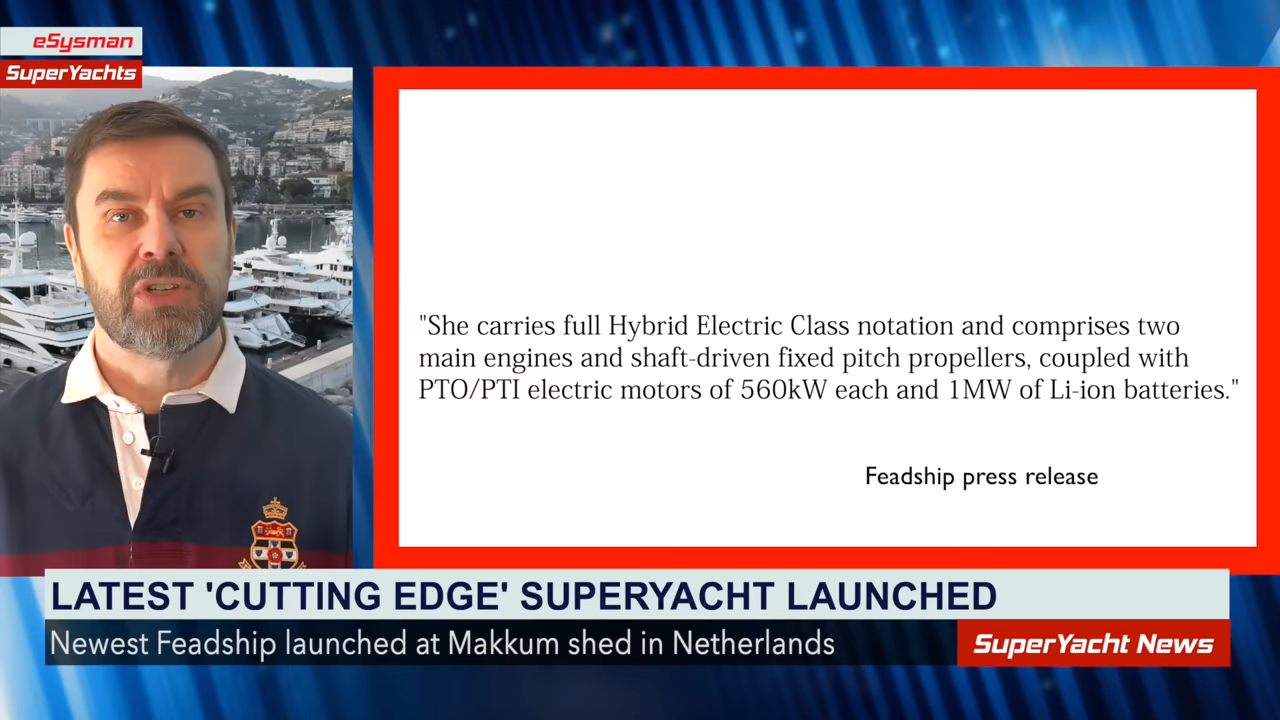 eSysman
SuperYachts
"She carries full Hybrid Electric Class notation and comprises two
main engines and shaft-driven fixed pitch propellers, coupled with
PTO/PTI electric motors of 560kW each and 1MW of Li-ion batteries."
Feadship press release
LATEST 'CUTTING EDGE' SUPERYACHT LAUNCHED
Newest Feadship launched at Makkum shed in Netherlands
SuperYacht News